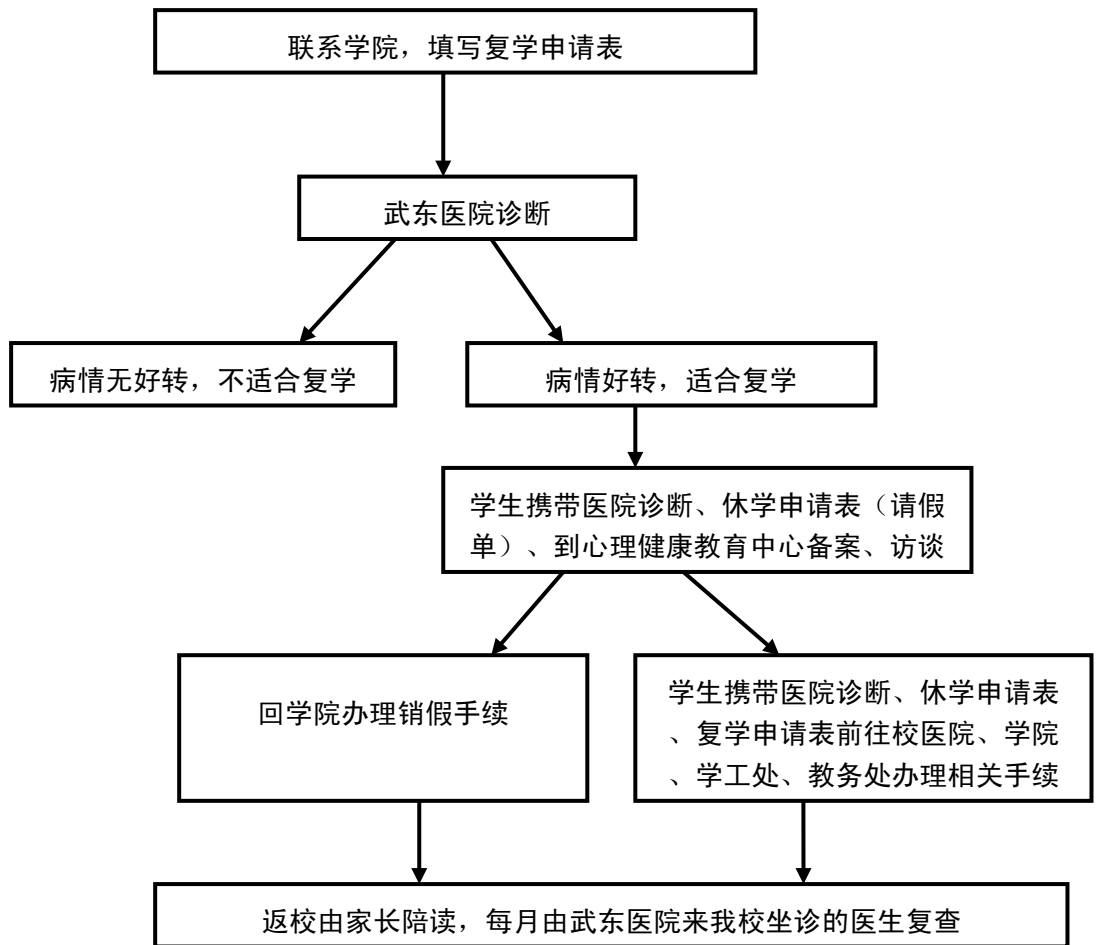 联系学院，填写复学申请表
武东医院诊断
病情无好转，不适合复学
病情好转，适合复学
学生携带医院诊断、休学申请表（请假
单）、到心理健康教育中心备案、访谈
回学院办理销假手续
学生携带医院诊断、休学申请表
、复学申请表前往校医院、学院
、学工处、教务处办理相关手续
返校由家长陪读，每月由武东医院来我校坐诊的医生复查